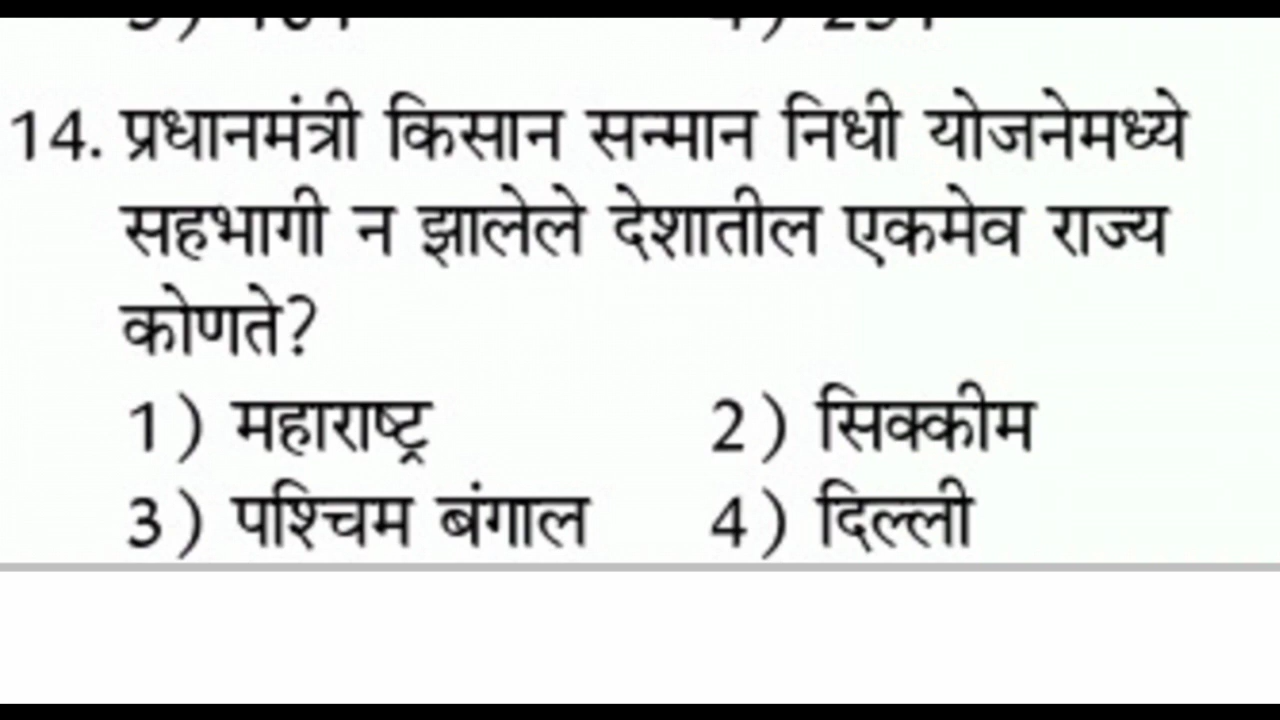 14. प्रधानमंत्री किसान सन्मान निधी योजनेमध्ये
सहभागी न झालेले देशातील एकमेव राज्य
कोणते?
1) महाराष्ट्र 2) सिक्कीम
3) पश्चिम बंगाल 4) दिल्ली